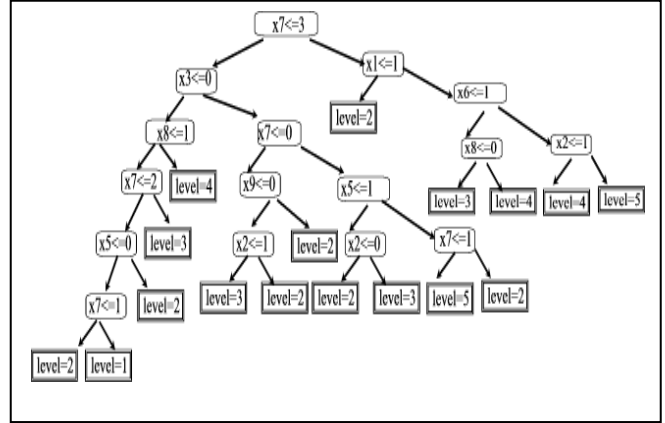 x7<=3
x3<=0
x1<=1
x8<=1
x7<=0
level=2
x6<=1
x7<=2
level=4
x9<=0
x5<=1
x8<=0
x2<=1
level=3
level=4
level=4
level=5
x5<=0
level=3
x2<=1
level=2
x2<=0
x7<=1
x7<=1
level=2
level=3
level=2
level=2
level=3
level=5
level=2
level=2
level=1